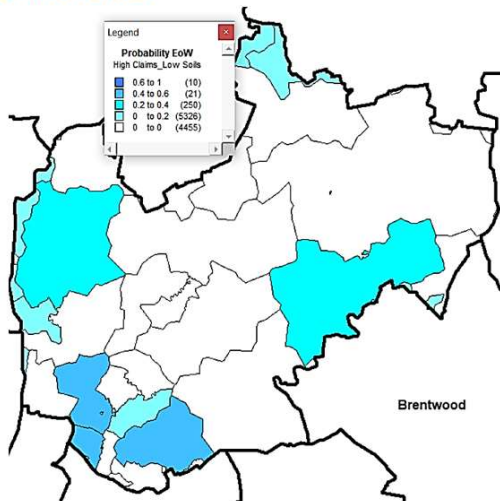 Legend
Probability EoW
High Claims_Low Soils
0.6 to 1 (10)
0.4 to 0.6 (21)
0.2 to 0.4 (250)
0 to 0.2 (5326)
0 to 0 (4455)
Brentwood